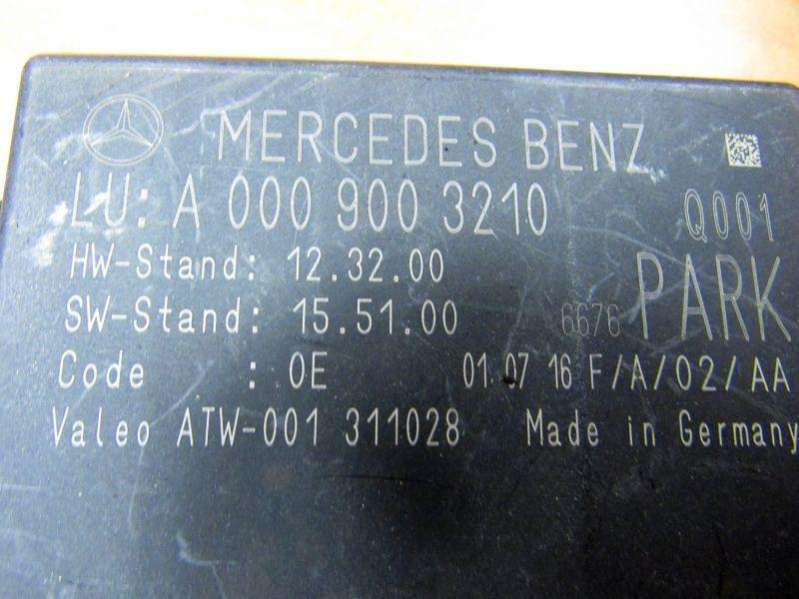 MERCEDES BENZ
LU: A 000 900 3210 Q001
HW-Stand: 12.32.00
SW-Stand: 15.51.00 6676 PARK
Code : 0E 01 07 16 F/A/02/AA
Valeo ATW-001 311028 Made in Germany